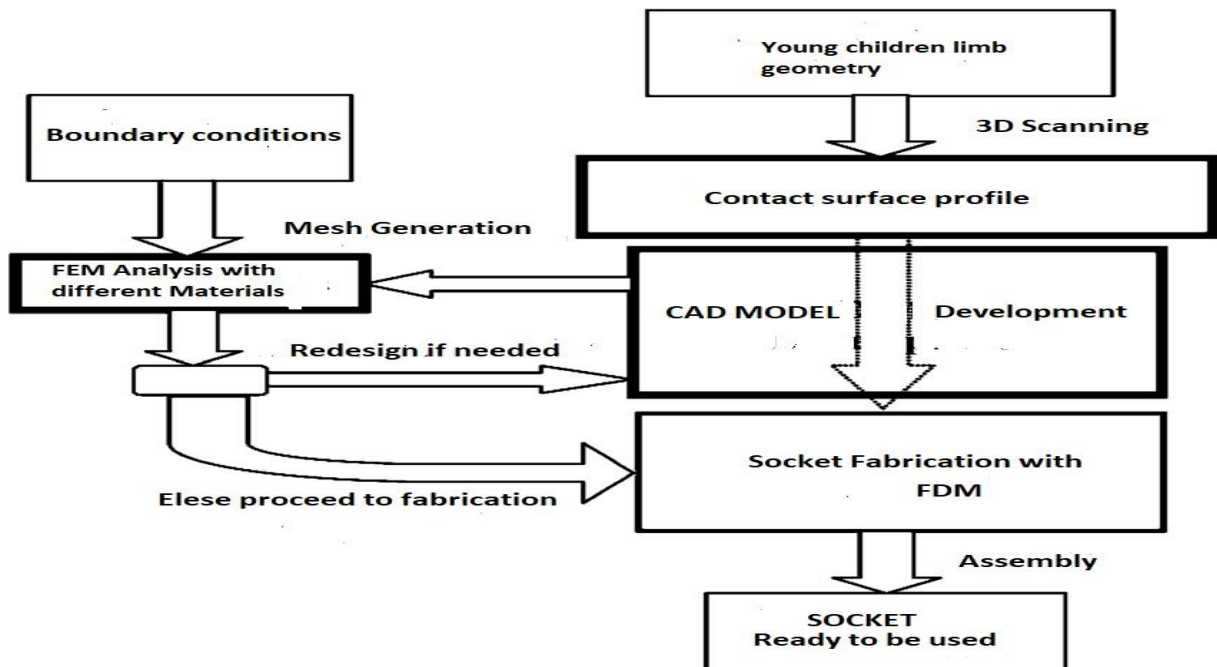 Young children limb
geometry
Boundary conditions
3D Scanning
Contact surface profile
Mesh Generation
FEM Analysis with
different Materials
CAD MODEL Development
Redesign if needed
Socket Fabrication with
FDM
Elese proceed to fabrication
Assembly
SOCKET
Ready to be used